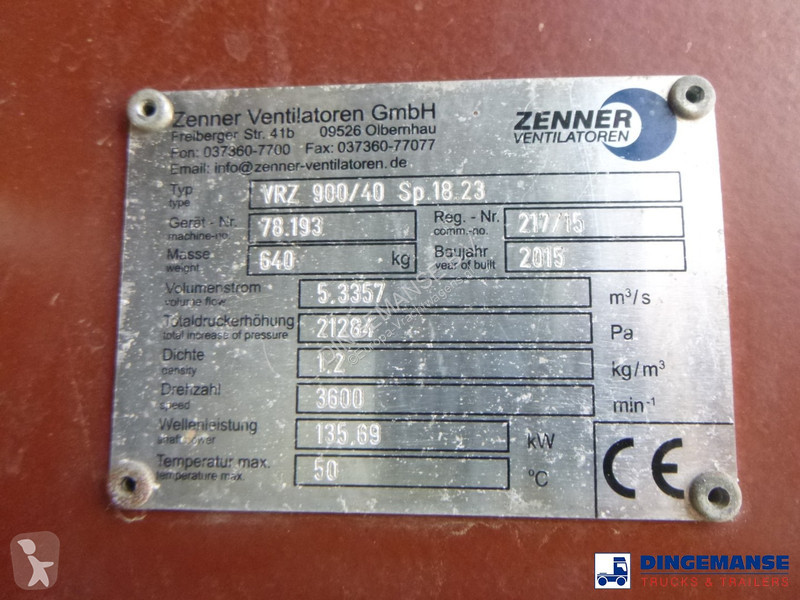 Zenner Ventilatoren GmbH
Freiberger Str. 41b 09526 Olbernhau
Fon: 037360-7700 Fax: 037360-77077
Email: info@zenner-ventilatoren.de
ZENNER
VENTILATOREN
Typ
type
VRZ 900/40 Sp.18.23
Gerät - Nr.
machine-no.
78.193
Reg. - Nr.
comm.-no.
217/15
Masse
weight
640 kg
Baujahr
year of built
2015
Volumenstrom
volume flow
5.3357 m³/s
Totaldruckerhöhung
total increase of pressure
21284 Pa
Dichte
density
1.2 kg/m³
Drehzahl
speed
3600 min⁻¹
Wellenleistung
shaft power
135.69 kW
Temperatur max.
temperature max.
50 °C
CE
DINGEMANSE
TRUCKS & TRAILERS